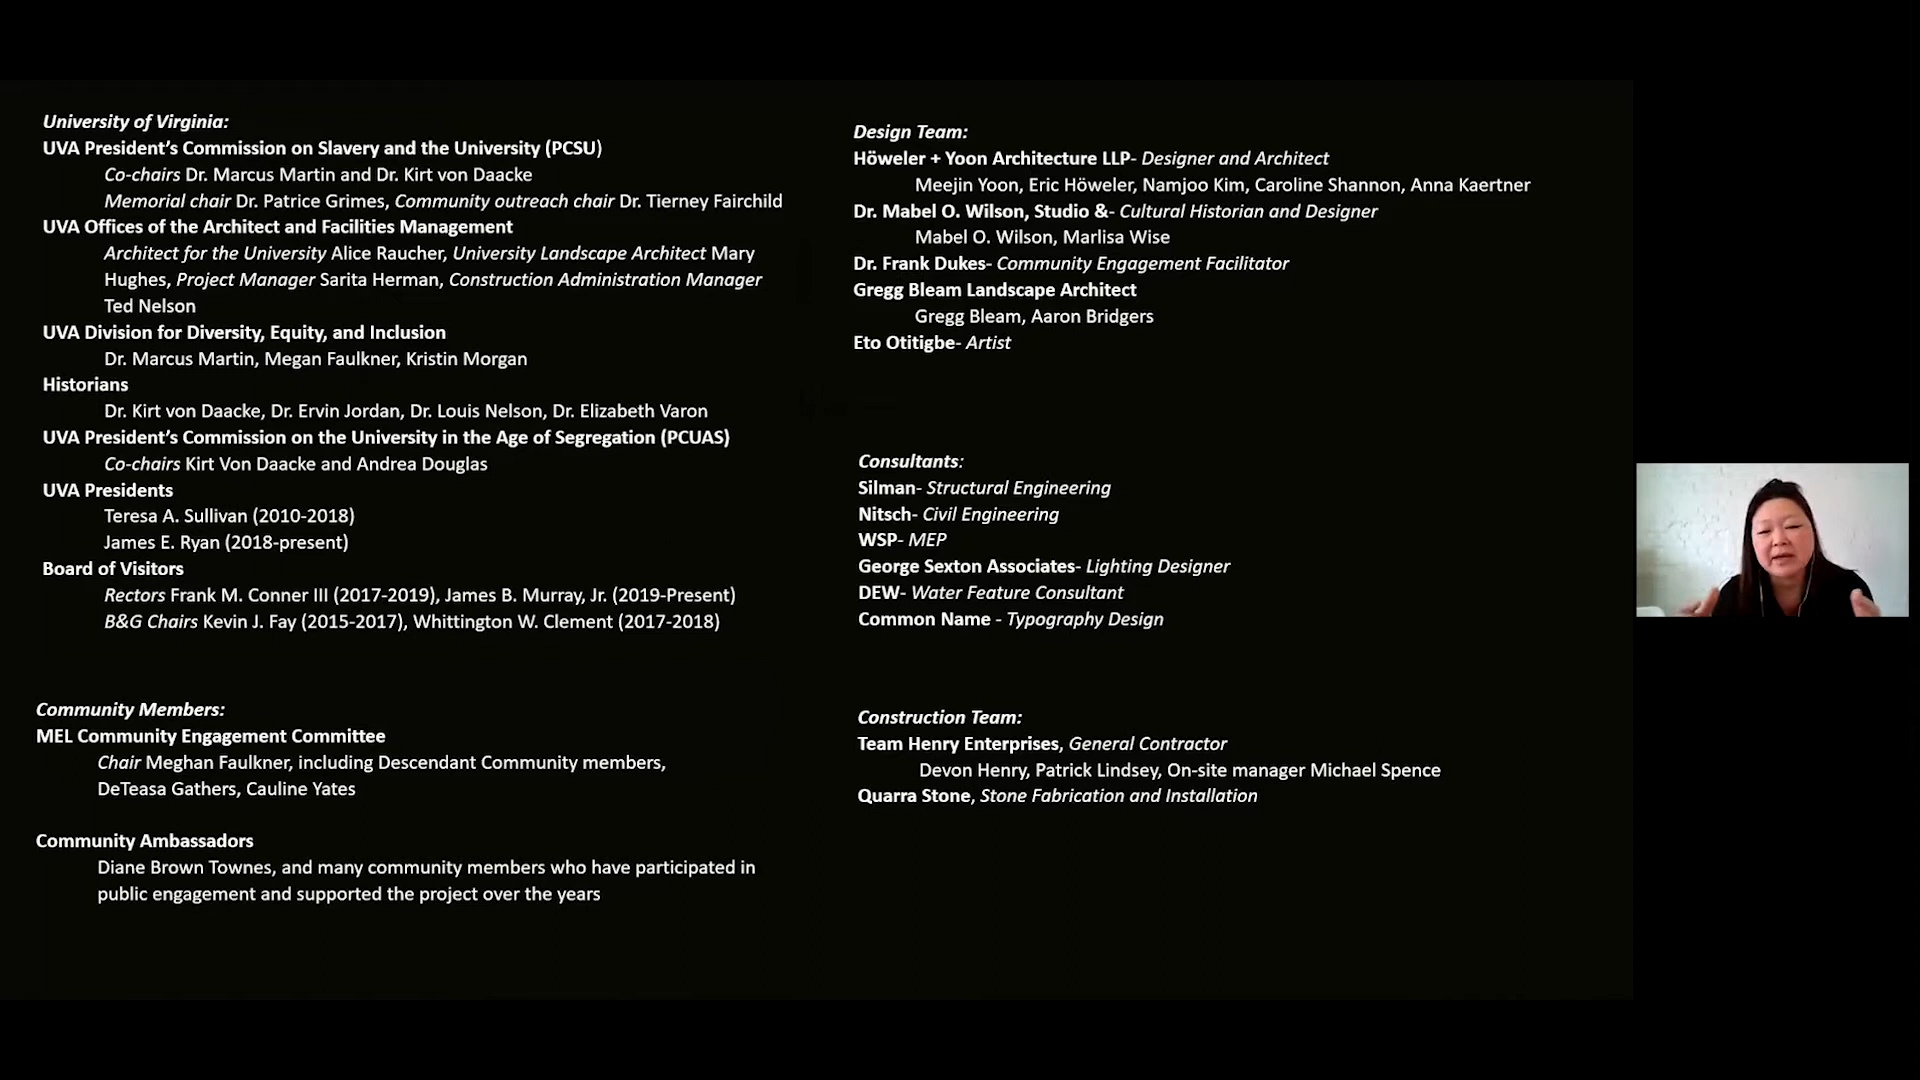 University of Virginia:
UVA President’s Commission on Slavery and the University (PCSU)
Co-chairs Dr. Marcus Martin and Dr. Kirt von Daacke
Memorial chair Dr. Patrice Grimes, Community outreach chair Dr. Tierney Fairchild
UVA Offices of the Architect and Facilities Management
Architect for the University Alice Raucher, University Landscape Architect Mary
Hughes, Project Manager Sarita Herman, Construction Administration Manager
Ted Nelson
UVA Division for Diversity, Equity, and Inclusion
Dr. Marcus Martin, Megan Faulkner, Kristin Morgan
Historians
Dr. Kirt von Daacke, Dr. Ervin Jordan, Dr. Louis Nelson, Dr. Elizabeth Varon
UVA President’s Commission on the University in the Age of Segregation (PCUAS)
Co-chairs Kirt Von Daacke and Andrea Douglas
UVA Presidents
Teresa A. Sullivan (2010-2018)
James E. Ryan (2018-present)
Board of Visitors
Rectors Frank M. Conner III (2017-2019), James B. Murray, Jr. (2019-Present)
B&G Chairs Kevin J. Fay (2015-2017), Whittington W. Clement (2017-2018)
Community Members:
MEL Community Engagement Committee
Chair Meghan Faulkner, including Descendant Community members,
DeTeasa Gathers, Cauline Yates
Community Ambassadors
Diane Brown Townes, and many community members who have participated in
public engagement and supported the project over the years
Design Team:
Höweler + Yoon Architecture LLP- Designer and Architect
Meejin Yoon, Eric Höweler, Namjoo Kim, Caroline Shannon, Anna Kaertner
Dr. Mabel O. Wilson, Studio &- Cultural Historian and Designer
Mabel O. Wilson, Marlisa Wise
Dr. Frank Dukes- Community Engagement Facilitator
Gregg Bleam Landscape Architect
Gregg Bleam, Aaron Bridgers
Eto Otitigbe- Artist
Consultants:
Silman- Structural Engineering
Nitsch- Civil Engineering
WSP- MEP
George Sexton Associates- Lighting Designer
DEW- Water Feature Consultant
Common Name - Typography Design
Construction Team:
Team Henry Enterprises, General Contractor
Devon Henry, Patrick Lindsey, On-site manager Michael Spence
Quarra Stone, Stone Fabrication and Installation